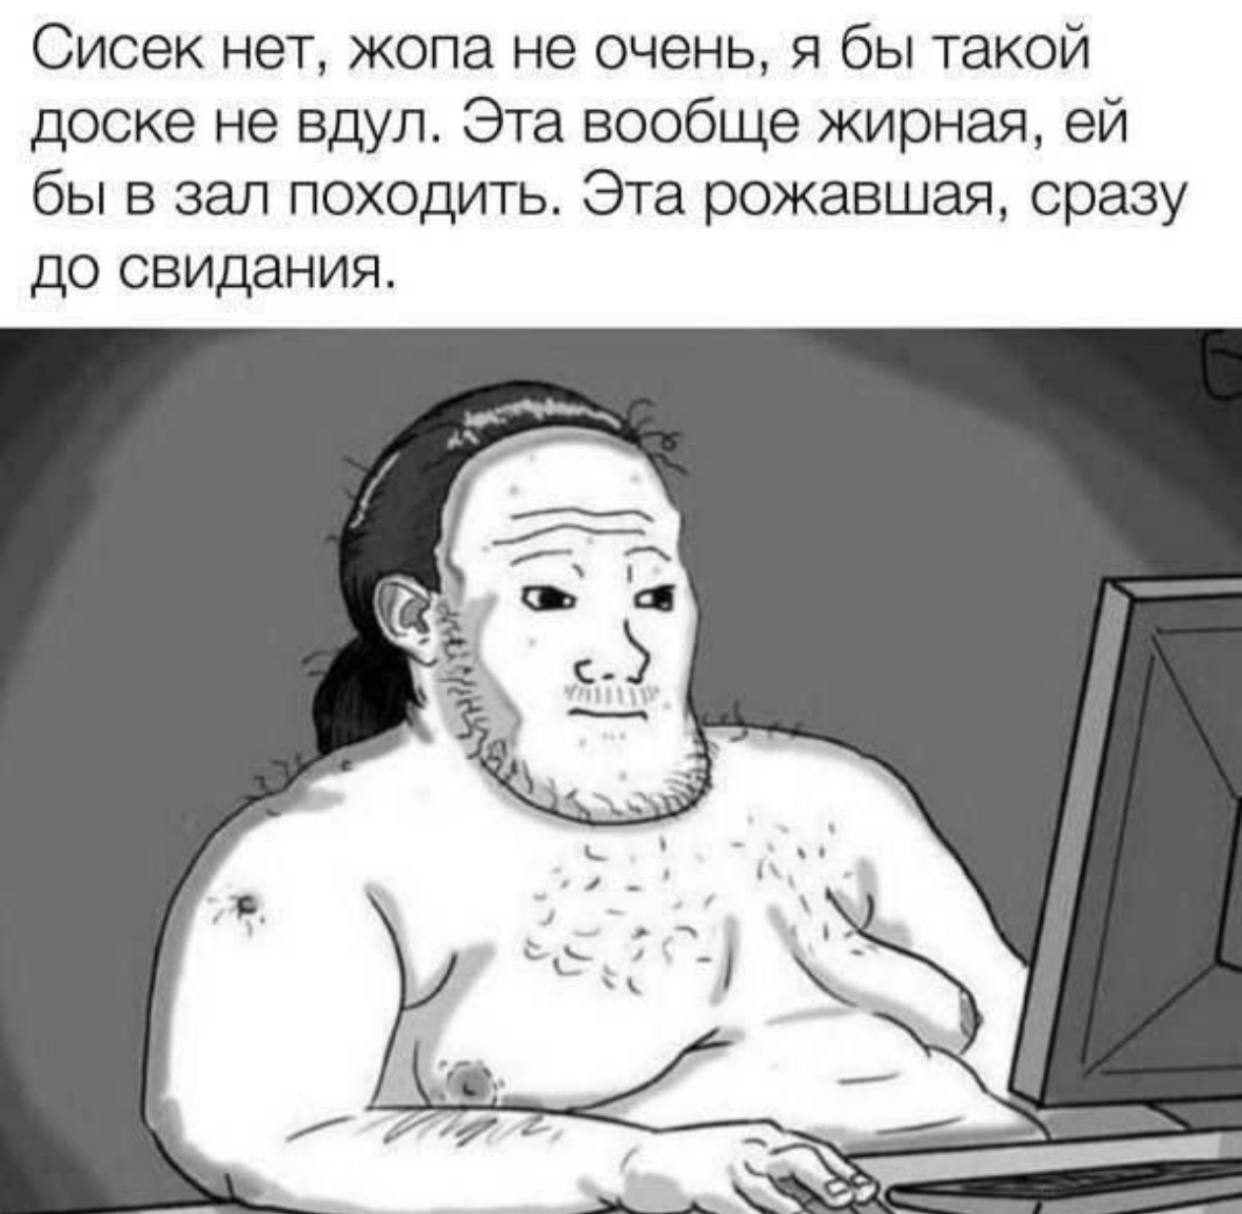 Сисек нет, жопа не очень, я бы такой
доске не вдул. Эта вообще жирная, ей
бы в зал походить. Эта рожавшая, сразу
до свидания.